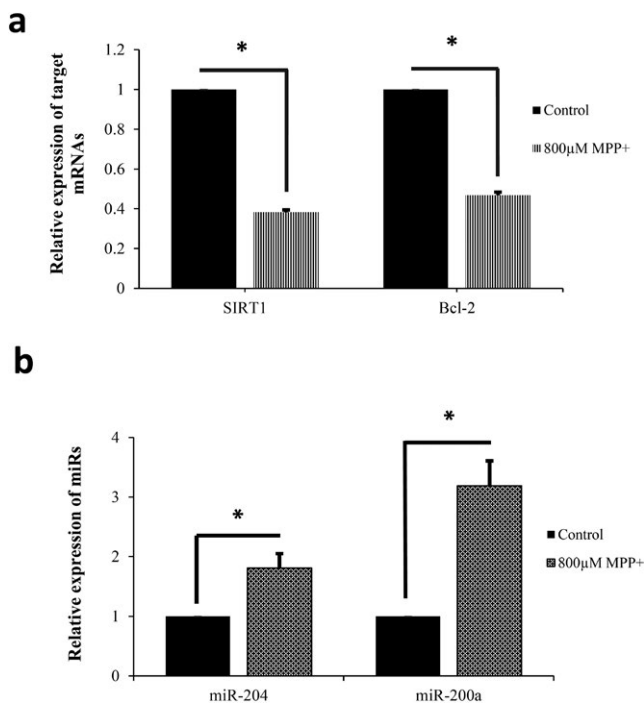 a
Relative expression of target
mRNAs
1.2
1
0.8
0.6
0.4
0.2
0
*
*
SIRT1
Bcl-2
Control
800µM MPP+
b
Relative expression of miRs
4
3
2
1
0
*
*
miR-204
miR-200a
Control
800µM MPP+